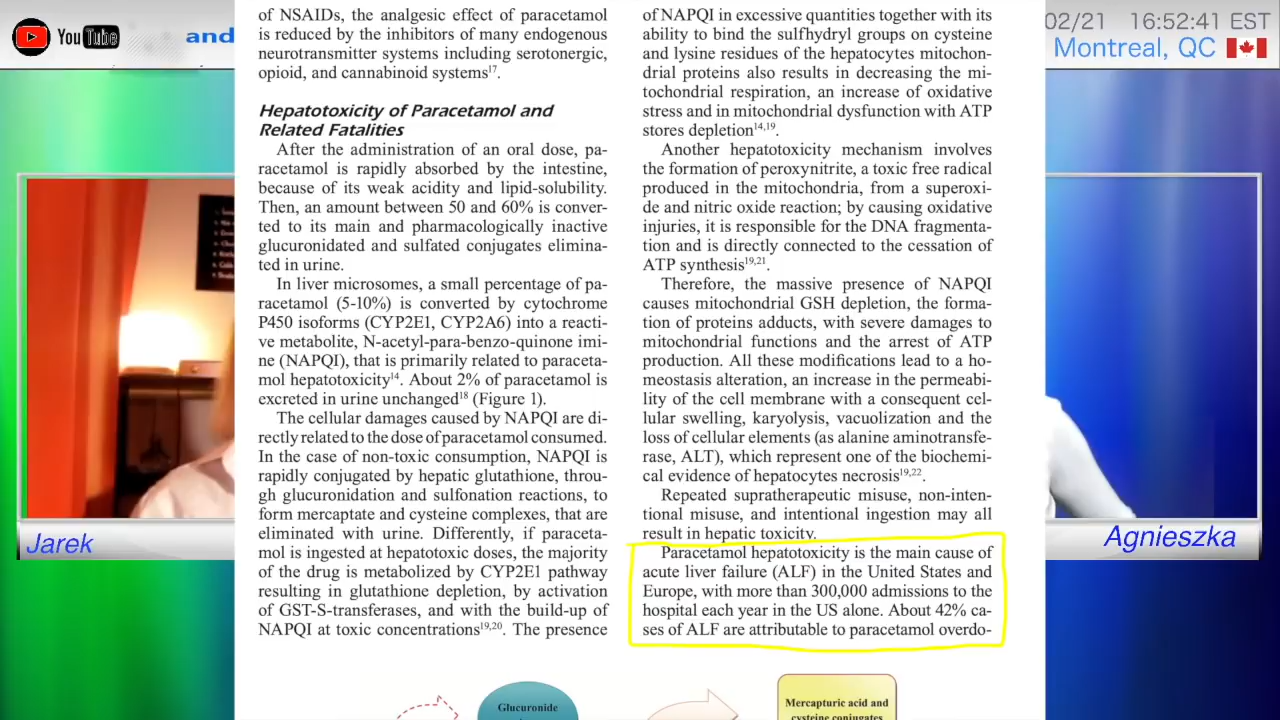 YouTube
and
02/21 16:52:41 EST
Montreal, QC
of NSAIDs, the analgesic effect of paracetamol
is reduced by the inhibitors of many endogenous
neurotransmitter systems including serotonergic,
opioid, and cannabinoid systems17.
Hepatotoxicity of Paracetamol and
Related Fatalities
After the administration of an oral dose, pa-
racetamol is rapidly absorbed by the intestine,
because of its weak acidity and lipid-solubility.
Then, an amount between 50 and 60% is conver-
ted to its main and pharmacologically inactive
glucuronidated and sulfated conjugates elimina-
ted in urine.
In liver microsomes, a small percentage of pa-
racetamol (5-10%) is converted by cytochrome
P450 isoforms (CYP2E1, CYP2A6) into a reacti-
ve metabolite, N-acetyl-para-benzo-quinone imi-
ne (NAPQI), that is primarily related to paraceta-
mol hepatotoxicity14. About 2% of paracetamol is
excreted in urine unchanged18 (Figure 1).
The cellular damages caused by NAPQI are di-
rectly related to the dose of paracetamol consumed.
In the case of non-toxic consumption, NAPQI is
rapidly conjugated by hepatic glutathione, throu-
gh glucuronidation and sulfonation reactions, to
form mercaptate and cysteine complexes, that are
eliminated with urine. Differently, if paraceta-
mol is ingested at hepatotoxic doses, the majority
of the drug is metabolized by CYP2E1 pathway
resulting in glutathione depletion, by activation
of GST-S-transferases, and with the build-up of
NAPQI at toxic concentrations19,20. The presence
of NAPQI in excessive quantities together with its
ability to bind the sulfhydryl groups on cysteine
and lysine residues of the hepatocytes mitochon-
drial proteins also results in decreasing the mi-
tochondrial respiration, an increase of oxidative
stress and in mitochondrial dysfunction with ATP
stores depletion14,19.
Another hepatotoxicity mechanism involves
the formation of peroxynitrite, a toxic free radical
produced in the mitochondria, from a superoxi-
de and nitric oxide reaction; by causing oxidative
injuries, it is responsible for the DNA fragmenta-
tion and is directly connected to the cessation of
ATP synthesis19,21.
Therefore, the massive presence of NAPQI
causes mitochondrial GSH depletion, the forma-
tion of proteins adducts, with severe damages to
mitochondrial functions and the arrest of ATP
production. All these modifications lead to a ho-
meostasis alteration, an increase in the permeabi-
lity of the cell membrane with a consequent cel-
lular swelling, karyolysis, vacuolization and the
loss of cellular elements (as alanine aminotransfe-
rase, ALT), which represent one of the biochemi-
cal evidence of hepatocytes necrosis19,22.
Repeated supratherapeutic misuse, non-inten-
tional misuse, and intentional ingestion may all
result in hepatic toxicity.
Paracetamol hepatotoxicity is the main cause of
acute liver failure (ALF) in the United States and
Europe, with more than 300,000 admissions to the
hospital each year in the US alone. About 42% ca-
ses of ALF are attributable to paracetamol overdo-
Glucuronide
Mercapturic acid and
cysteine conjugates
Jarek
Agnieszka